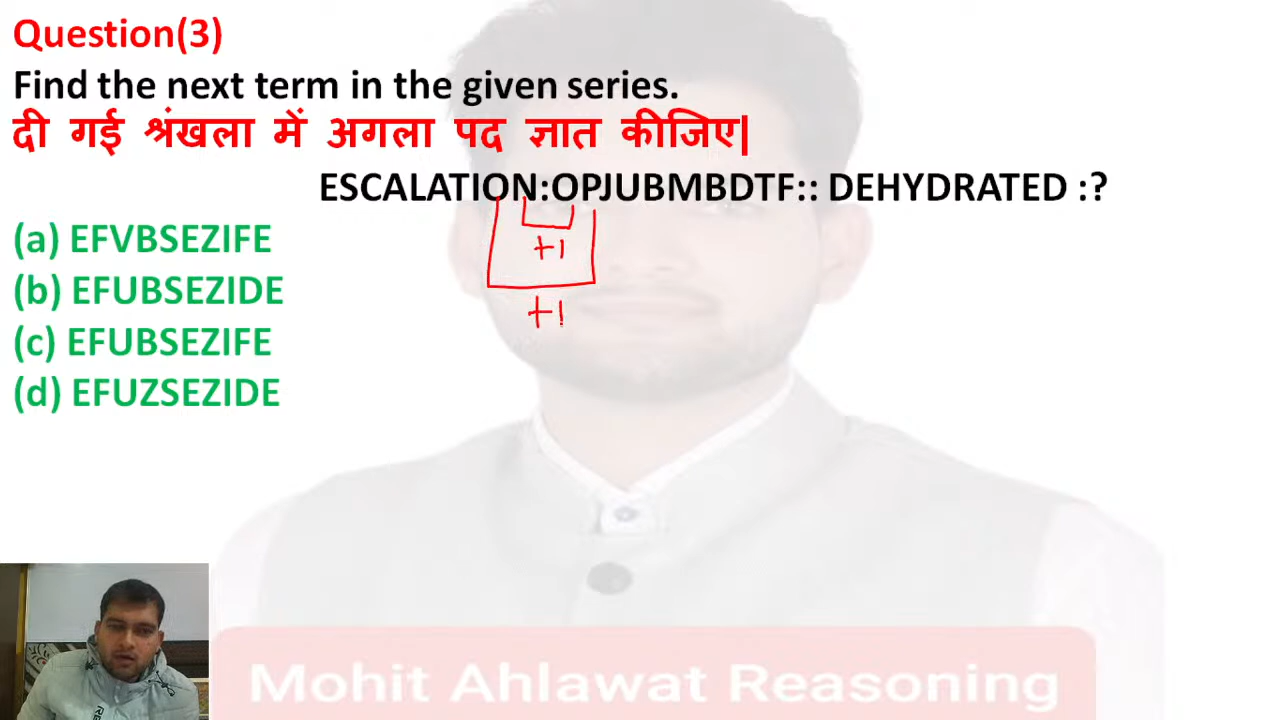 Question(3)
Find the next term in the given series.
दी गई श्रंखला में अगला पद ज्ञात कीजिए|
ESCALATION:OPJUBMBDTF:: DEHYDRATED :?
(a) EFVBSEZIFE
(b) EFUBSEZIDE
(c) EFUBSEZIFE
(d) EFUZSEZIDE
+1
+1
Mohit Ahlawat Reasoning